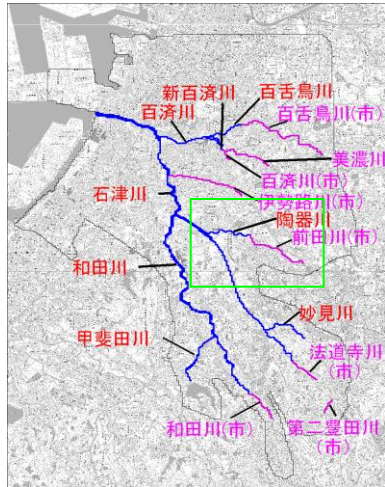 新百済川
百舌鳥川
百済川
百舌鳥川(市)
美濃川
百済川(市)
伊勢路川(市)
石津川
陶器川
前田川(市)
和田川
妙見川
甲斐田川
法道寺川
(市)
和田川(市)
第二豊田川
(市)